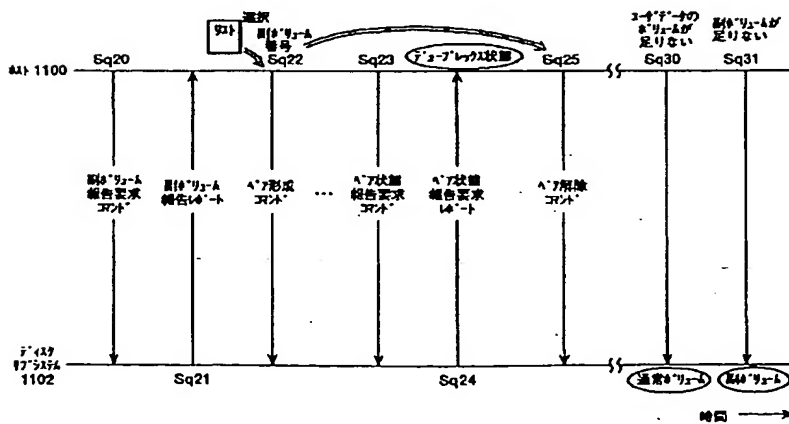 選択
リスト
副ボリューム
番号
ユーザデータの
ボリュームが
足りない
副ボリュームが
足りない
Sq20
Sq22
Sq23
デュープレックス状態
Sq25
Sq30
Sq31
ホスト 1100
副ボリューム
報告要求
コマンド
副ボリューム
報告レポート
ペア形成
コマンド
...
ペア状態
報告要求
コマンド
ペア状態
報告要求
レポート
ペア解除
コマンド
ディスク
サブシステム
1102
Sq21
Sq24
通常ボリューム
副ボリューム
時間